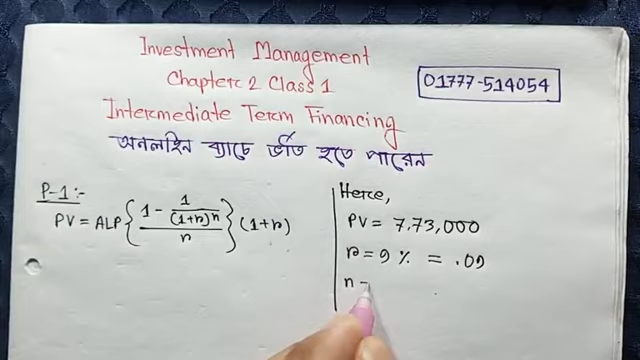 Investment Management
Chapter 2 Class 1
01777-514054
Intermediate Term Financing
অনলাইন ব্যাচে ভর্তি হতে পারেন
P-1:-
PV = ALP { (1 - 1/(1+r)^n) / r } (1+r)
Here,
PV = 7,73,000
r = 9% = .09
n -